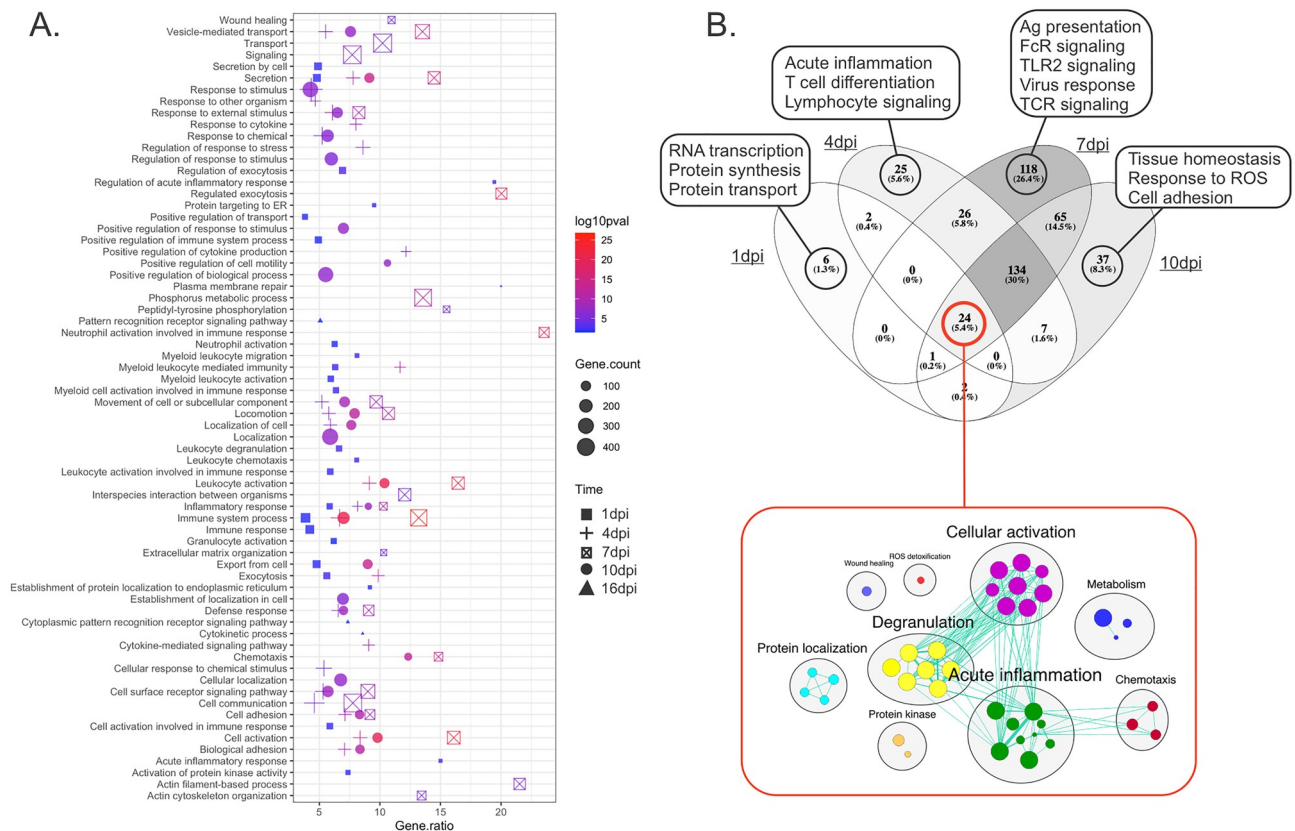 A.
Wound healing
Vesicle-mediated transport
Transport
Signaling
Secretion by cell
Secretion
Response to stimulus
Response to other organism
Response to external stimulus
Response to cytokine
Response to chemical
Regulation of response to stress
Regulation of response to stimulus
Regulation of exocytosis
Regulation of acute inflammatory response
Regulated exocytosis
Protein targeting to ER
Positive regulation of transport
Positive regulation of response to stimulus
Positive regulation of immune system process
Positive regulation of cytokine production
Positive regulation of cell motility
Positive regulation of biological process
Plasma membrane repair
Phosphorus metabolic process
Peptidyl-tyrosine phosphorylation
Pattern recognition receptor signaling pathway
Neutrophil activation involved in immune response
Neutrophil activation
Myeloid leukocyte migration
Myeloid leukocyte mediated immunity
Myeloid leukocyte activation
Myeloid cell activation involved in immune response
Movement of cell or subcellular component
Locomotion
Localization of cell
Localization
Leukocyte degranulation
Leukocyte chemotaxis
Leukocyte activation involved in immune response
Leukocyte activation
Interspecies interaction between organisms
Inflammatory response
Immune system process
Immune response
Granulocyte activation
Extracellular matrix organization
Export from cell
Exocytosis
Establishment of protein localization to endoplasmic reticulum
Establishment of localization in cell
Defense response
Cytoplasmic pattern recognition receptor signaling pathway
Cytokinetic process
Cytokine-mediated signaling pathway
Chemotaxis
Cellular response to chemical stimulus
Cellular localization
Cell surface receptor signaling pathway
Cell communication
Cell adhesion
Cell activation involved in immune response
Cell activation
Biological adhesion
Acute inflammatory response
Activation of protein kinase activity
Actin filament-based process
Actin cytoskeleton organization
5 10 15 20
Gene.ratio
log10pval
25
20
15
10
5
Gene.count
100
200
300
400
Time
1dpi
4dpi
7dpi
10dpi
16dpi
B.
Ag presentation
FcR signaling
TLR2 signaling
Virus response
TCR signaling
Acute inflammation
T cell differentiation
Lymphocyte signaling
RNA transcription
Protein synthesis
Protein transport
Tissue homeostasis
Response to ROS
Cell adhesion
4dpi
7dpi
1dpi
10dpi
25
(5.6%)
118
(26.4%)
2
(0.4%)
26
(5.8%)
65
(14.5%)
6
(1.3%)
0
(0%)
134
(30%)
37
(8.3%)
24
(5.4%)
0
(0%)
7
(1.6%)
1
(0.2%)
0
(0%)
2
(0.4%)
Cellular activation
Wound healing
ROS detoxification
Metabolism
Degranulation
Protein localization
Acute inflammation
Chemotaxis
Protein kinase